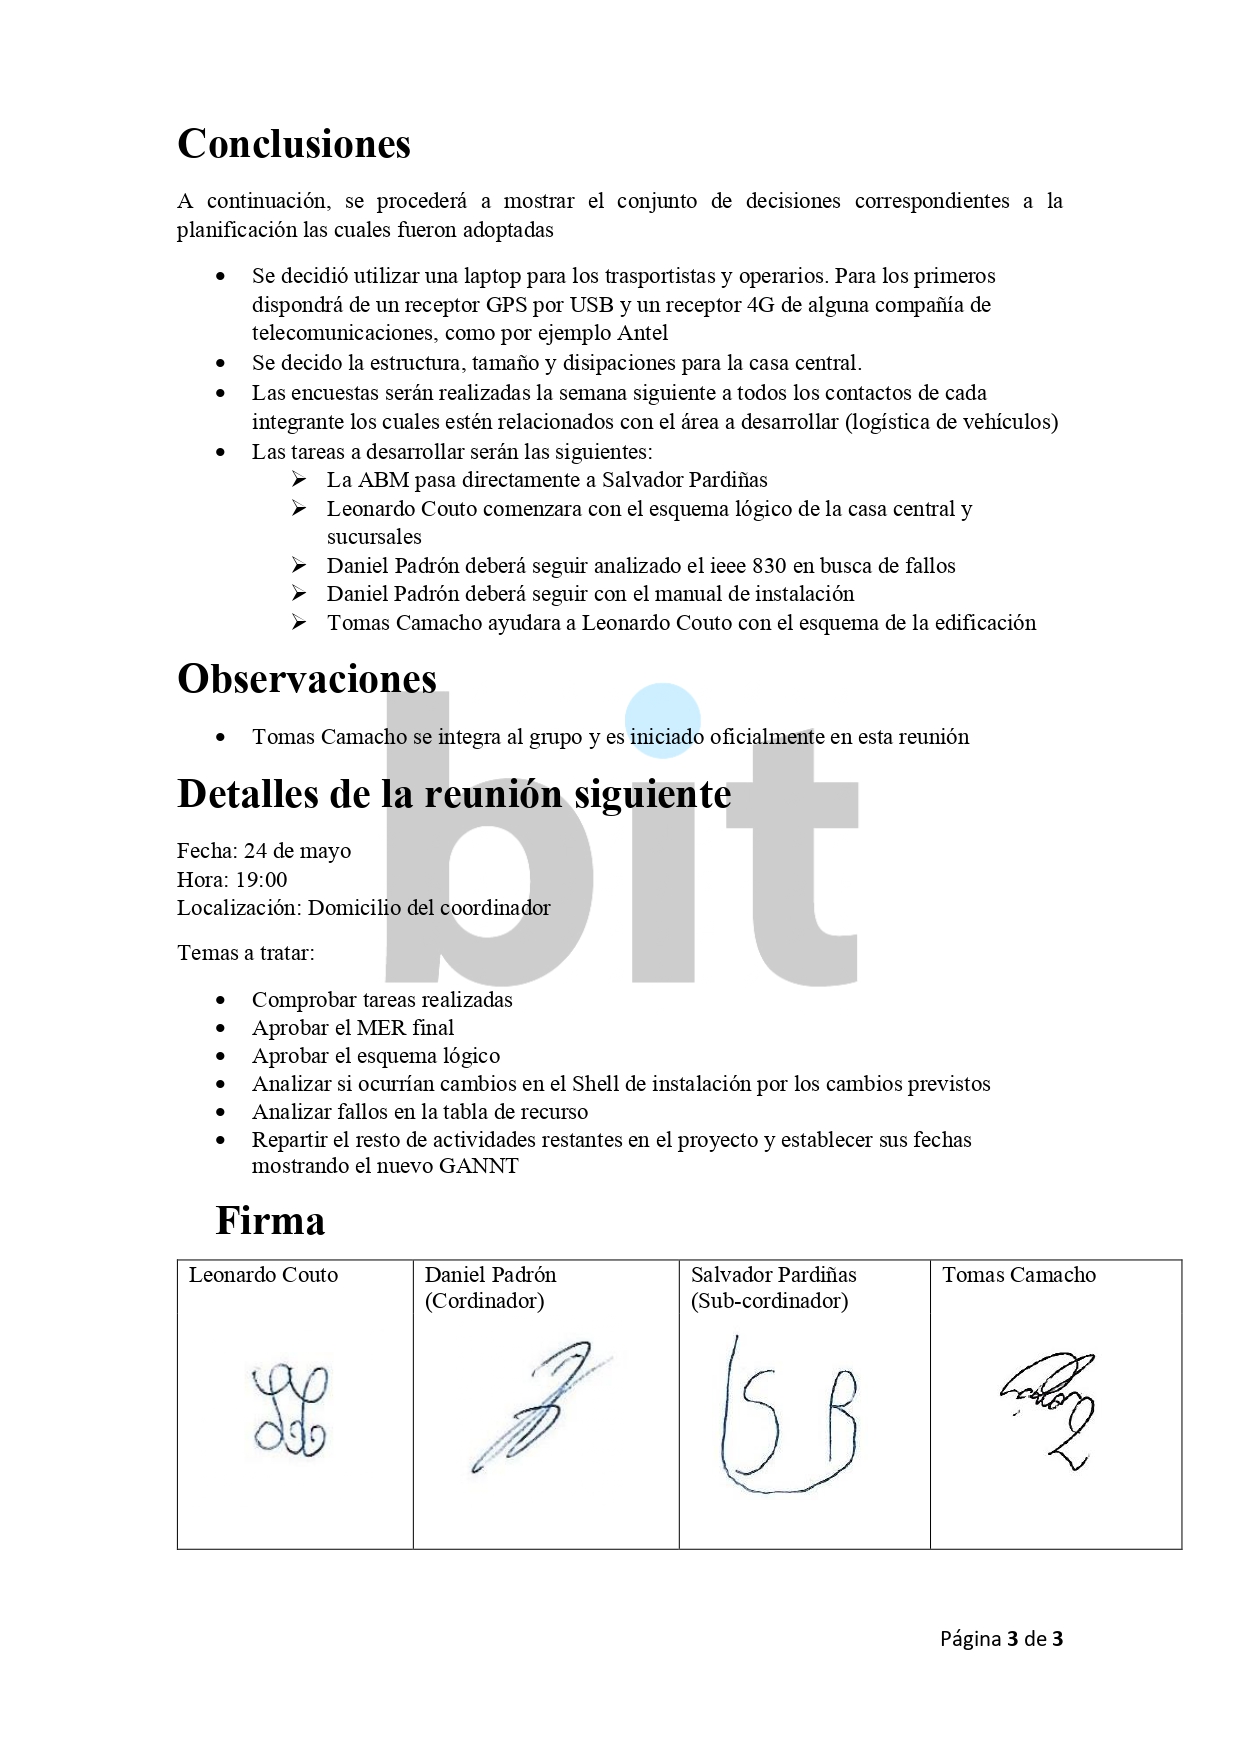 Conclusiones
A continuación, se procederá a mostrar el conjunto de decisiones correspondientes a la
planificación las cuales fueron adoptadas
• Se decidió utilizar una laptop para los trasportistas y operarios. Para los primeros
dispondrá de un receptor GPS por USB y un receptor 4G de alguna compañía de
telecomunicaciones, como por ejemplo Antel
• Se decido la estructura, tamaño y disipaciones para la casa central.
• Las encuestas serán realizadas la semana siguiente a todos los contactos de cada
integrante los cuales estén relacionados con el área a desarrollar (logística de vehículos)
• Las tareas a desarrollar serán las siguientes:
➢ La ABM pasa directamente a Salvador Pardiñas
➢ Leonardo Couto comenzara con el esquema lógico de la casa central y
sucursales
➢ Daniel Padrón deberá seguir analizado el ieee 830 en busca de fallos
➢ Daniel Padrón deberá seguir con el manual de instalación
➢ Tomas Camacho ayudara a Leonardo Couto con el esquema de la edificación
Observaciones
bit
• Tomas Camacho se integra al grupo y es iniciado oficialmente en esta reunión
Detalles de la reunión siguiente
Fecha: 24 de mayo
Hora: 19:00
Localización: Domicilio del coordinador
Temas a tratar:
• Comprobar tareas realizadas
• Aprobar el MER final
• Aprobar el esquema lógico
• Analizar si ocurrían cambios en el Shell de instalación por los cambios previstos
• Analizar fallos en la tabla de recurso
• Repartir el resto de actividades restantes en el proyecto y establecer sus fechas
mostrando el nuevo GANNT
Firma
Leonardo Couto
Daniel Padrón
(Cordinador)
Salvador Pardiñas
(Sub-cordinador)
Tomas Camacho
Página 3 de 3